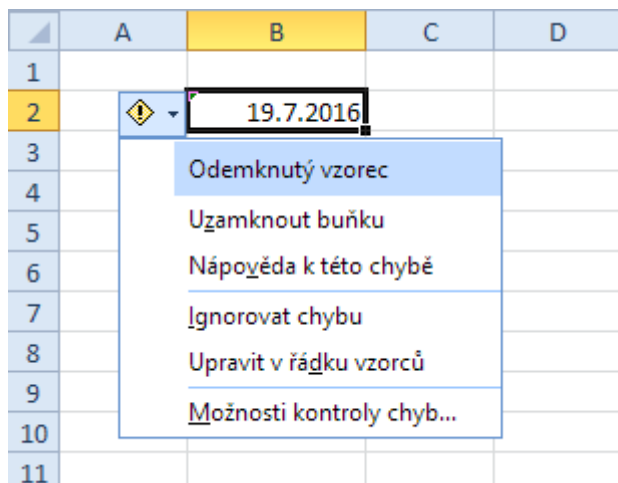 A B C D
1
2 19.7.2016
3 Odemknutý vzorec
4
5 Uzamknout buňku
6 Nápověda k této chybě
7 Ignorovat chybu
8 Upravit v řádku vzorců
9
10 Možnosti kontroly chyb...
11